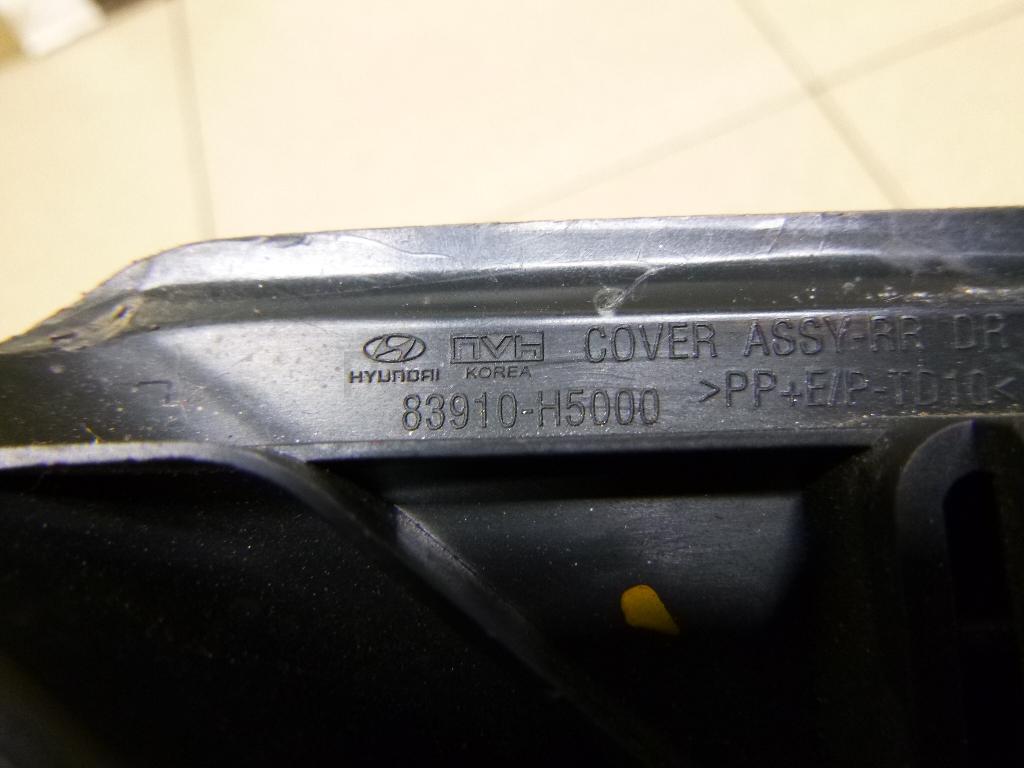 HYUNDAI NVH KOREA COVER ASSY-RR DR
83910-H5000 >PP+E/P-TD10<